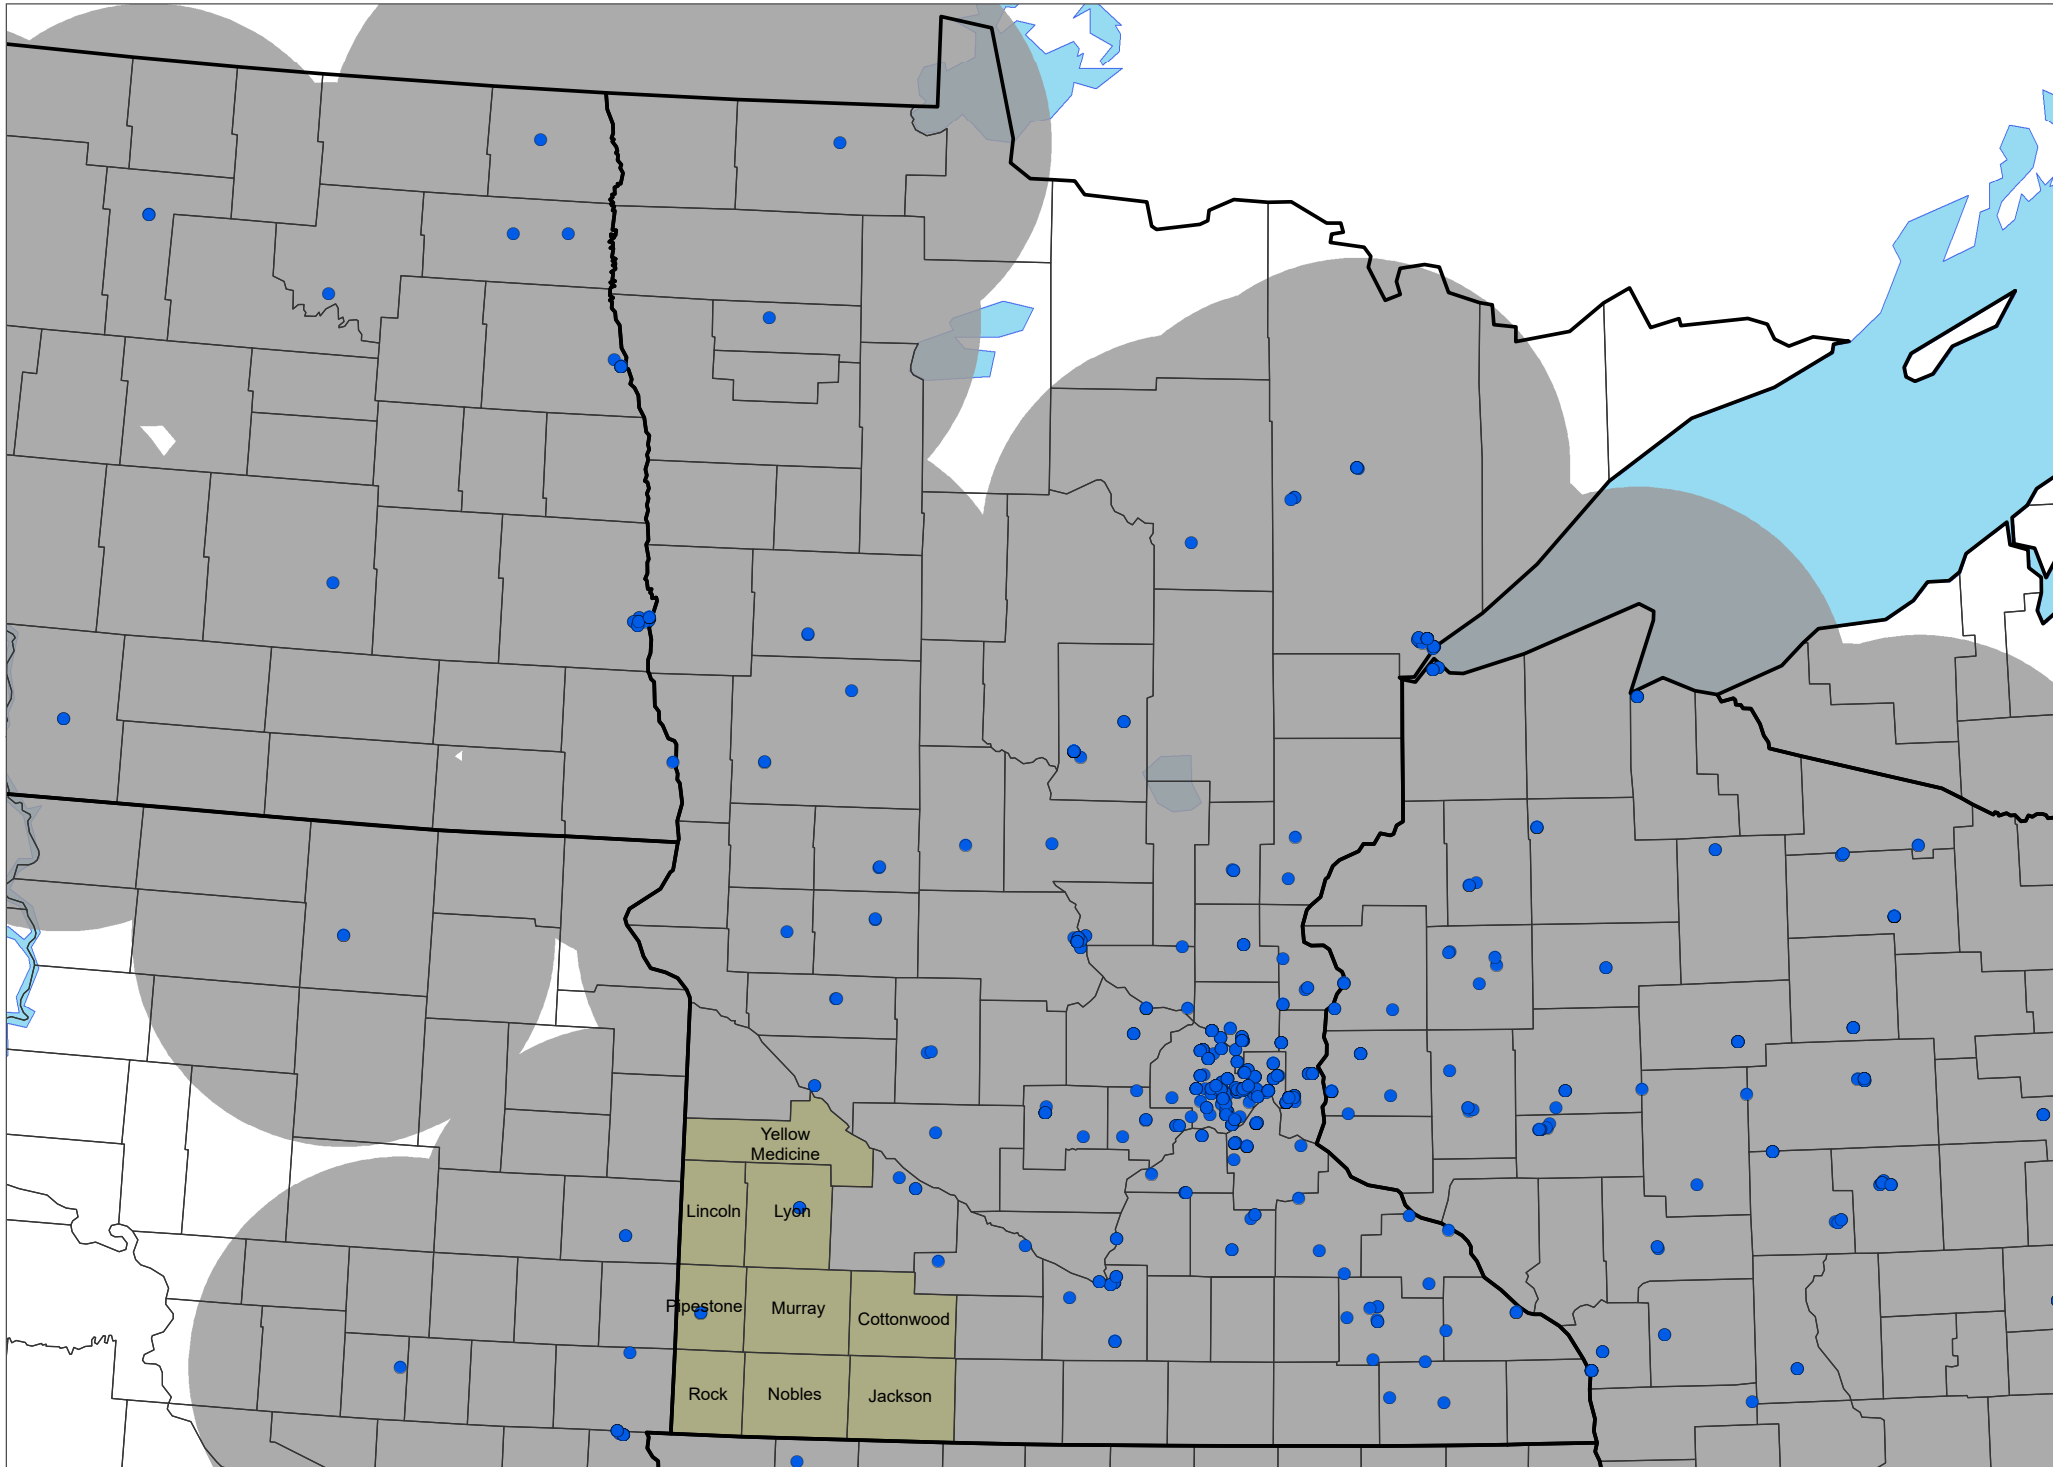 Yellow
Medicine
Lincoln
Lyon
Pipestone
Murray
Cottonwood
Rock
Nobles
Jackson